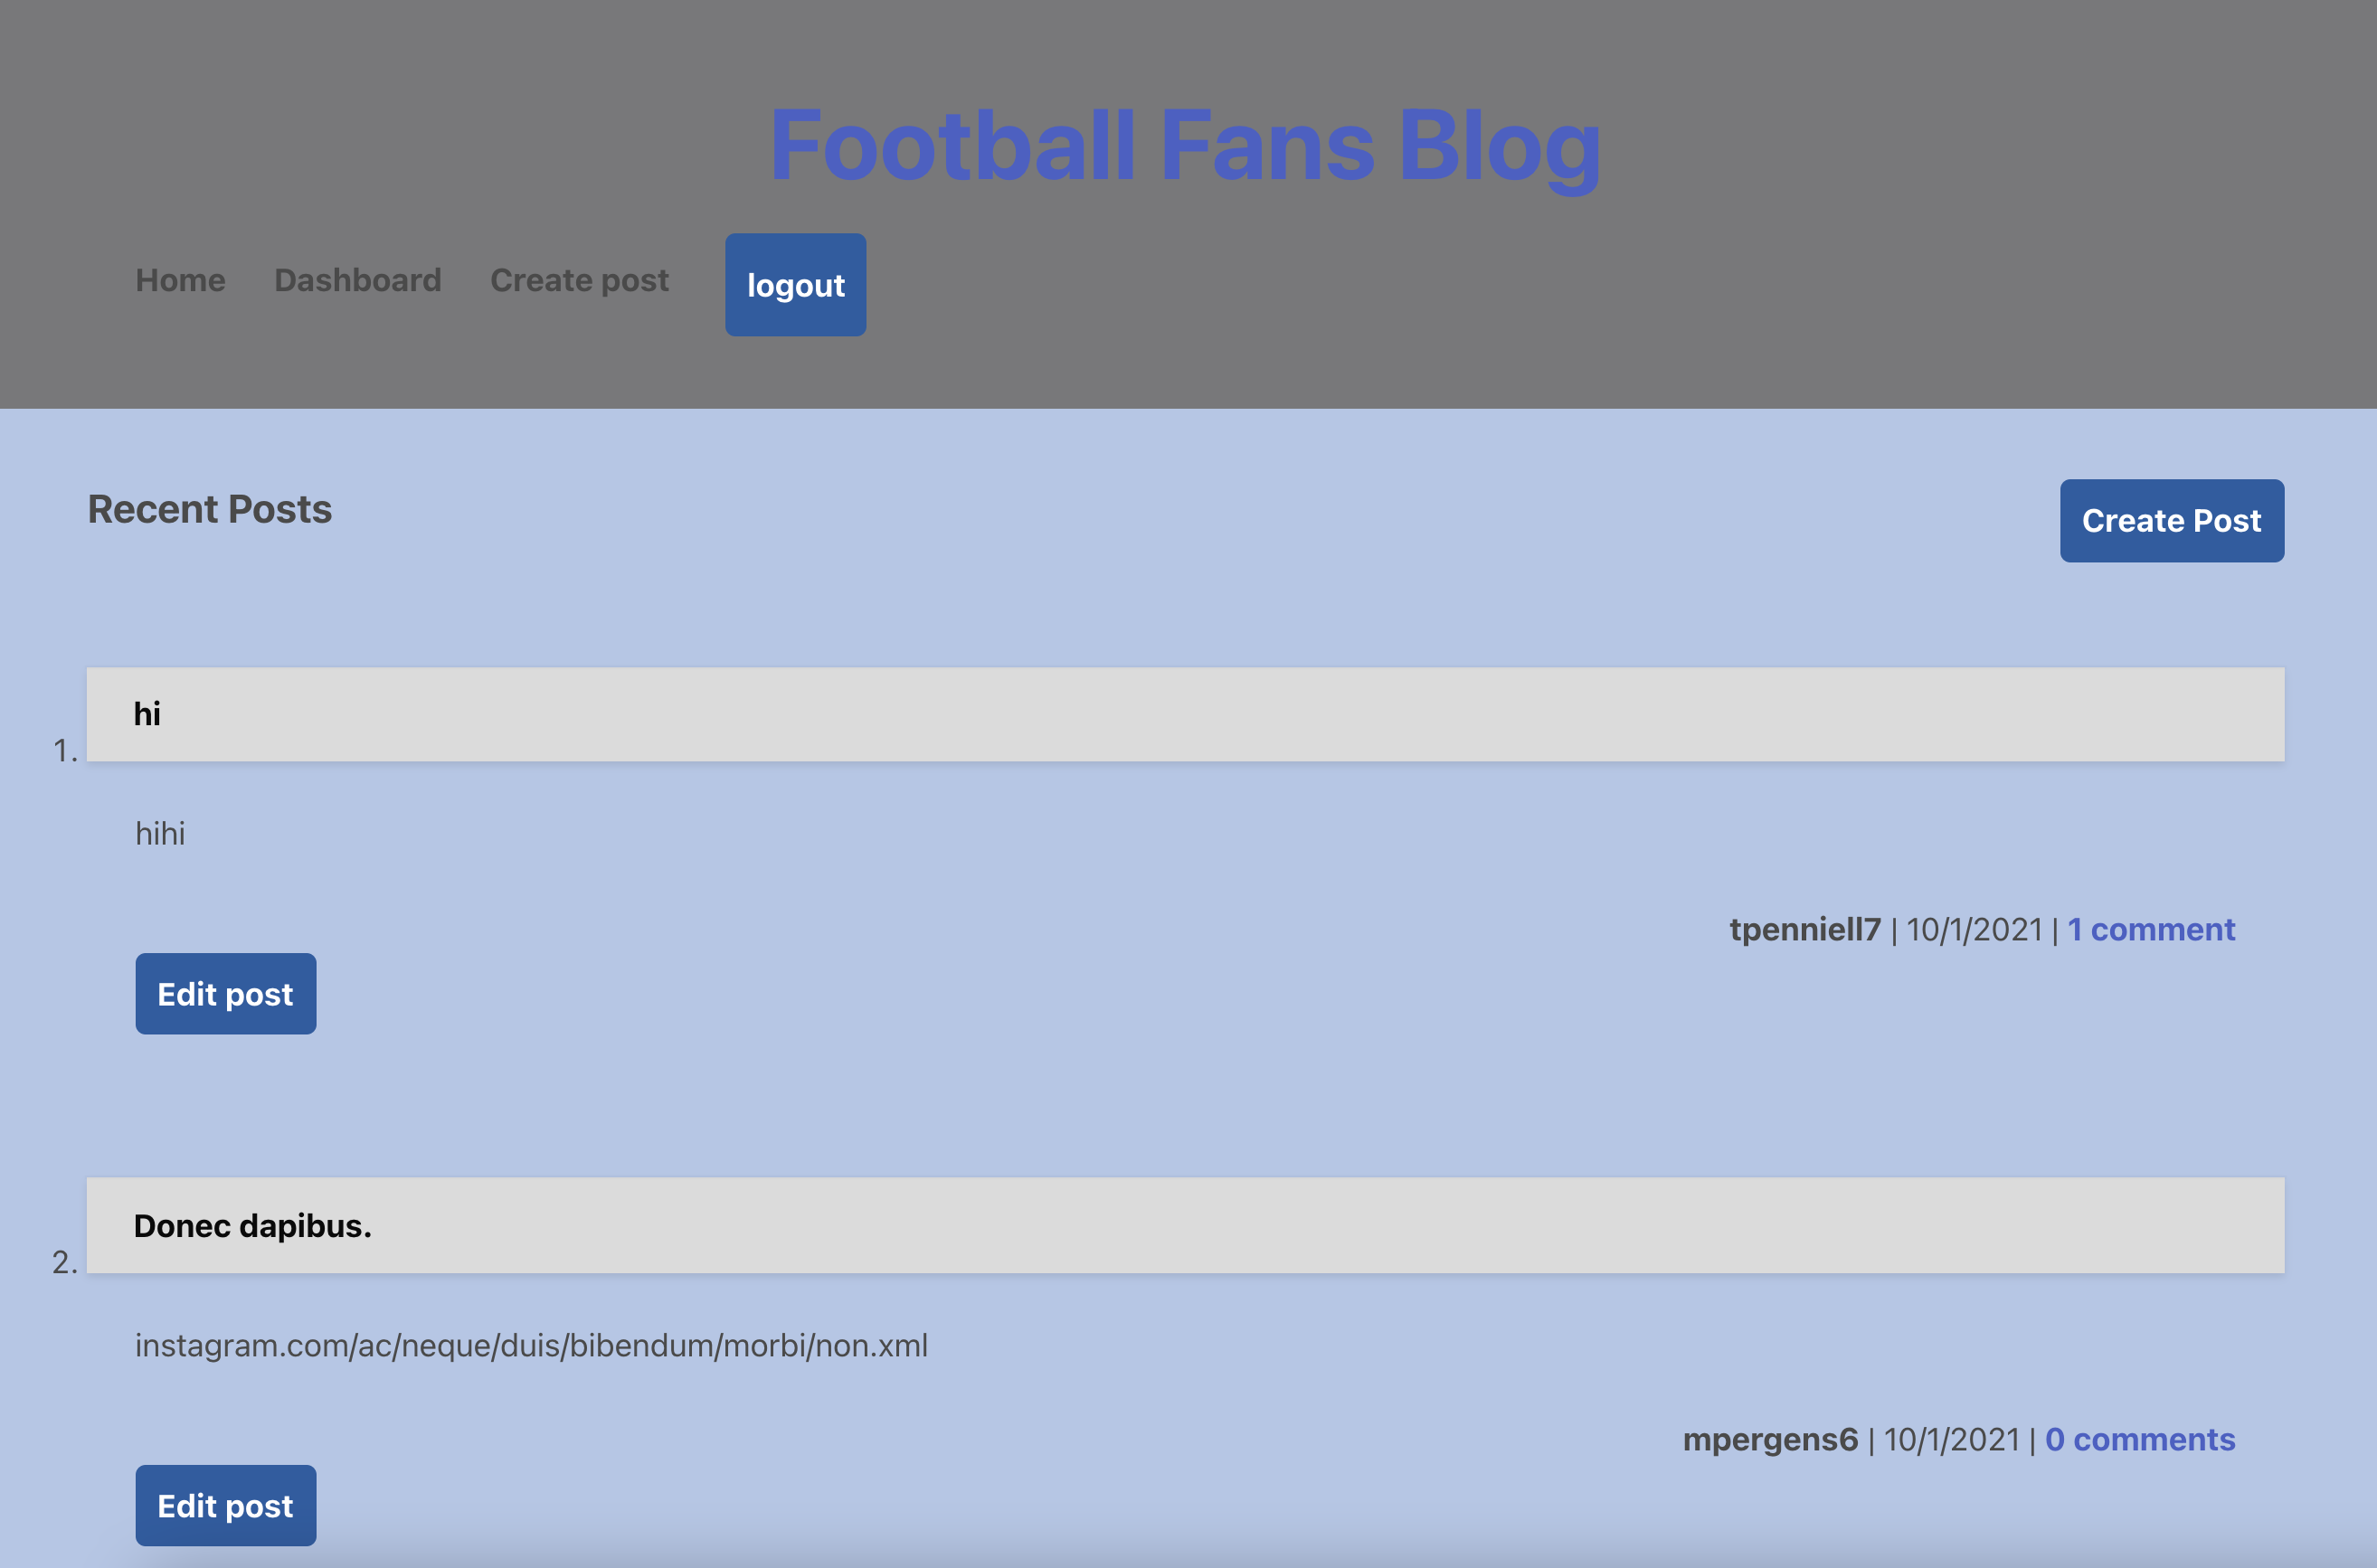 Football Fans Blog
Home Dashboard Create post logout
Recent Posts
Create Post
1. hi
hihi
tpenniell7 | 10/1/2021 | 1 comment
Edit post
2. Donec dapibus.
instagram.com/ac/neque/duis/bibendum/morbi/non.xml
mpergens6 | 10/1/2021 | 0 comments
Edit post